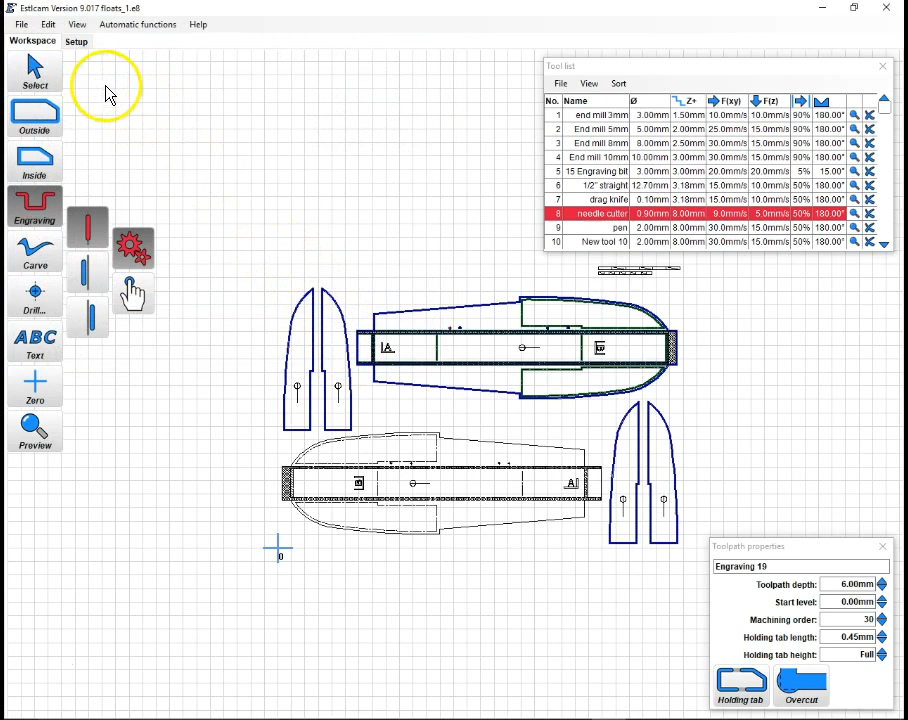 Estlcam Version 9.017 floats_1.e8
File Edit View Automatic functions Help
Workspace Setup
Select
Outside
Inside
Engraving
Carve
Drill...
ABC
Text
Zero
Preview
Tool list
File View Sort
No. Name Ø Z+ F(xy) F(z)
1 end mill 3mm 3.00mm 1.50mm 10.0mm/s 10.0mm/s 90% 180.00°
2 End mill 5mm 5.00mm 2.00mm 25.0mm/s 15.0mm/s 90% 180.00°
3 End mill 8mm 8.00mm 2.50mm 30.0mm/s 15.0mm/s 90% 180.00°
4 End mill 10mm 10.00mm 3.00mm 30.0mm/s 15.0mm/s 90% 180.00°
5 15 Engraving bit 3.00mm 3.00mm 20.0mm/s 20.0mm/s 5% 15.00°
6 1/2" straight 12.70mm 3.18mm 15.0mm/s 10.0mm/s 50% 180.00°
7 drag knife 0.10mm 3.18mm 15.0mm/s 15.0mm/s 50% 180.00°
8 needle cutter 0.90mm 8.00mm 9.0mm/s 5.0mm/s 50% 180.00°
9 pen 2.00mm 8.00mm 30.0mm/s 15.0mm/s 50% 180.00°
10 New tool 10 2.00mm 8.00mm 30.0mm/s 15.0mm/s 50% 180.00°
A B
B A
0
Toolpath properties
Engraving 19
Toolpath depth: 6.00mm
Start level: 0.00mm
Machining order: 30
Holding tab length: 0.45mm
Holding tab height: Full
Holding tab Overcut